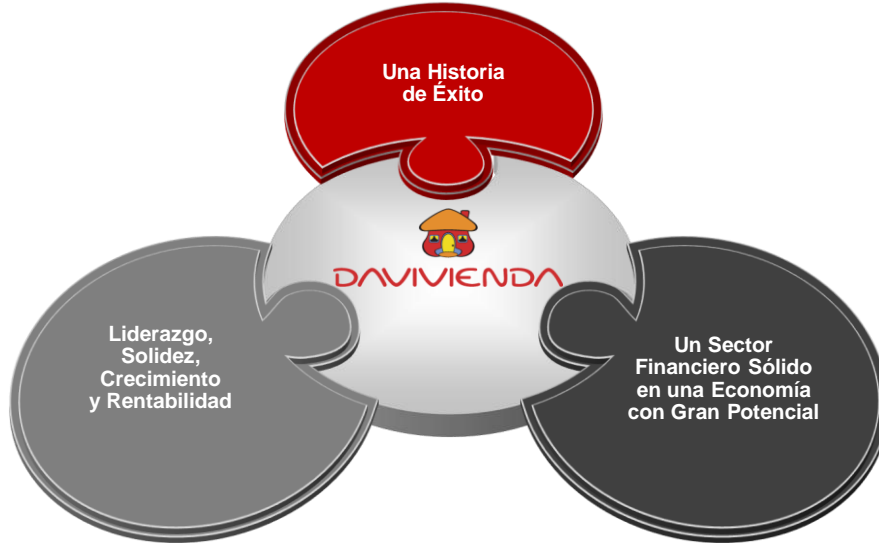 Una Historia
de Éxito
DAVIVIENDA
Liderazgo,
Solidez,
Crecimiento
y Rentabilidad
Un Sector
Financiero Sólido
en una Economía
con Gran Potencial